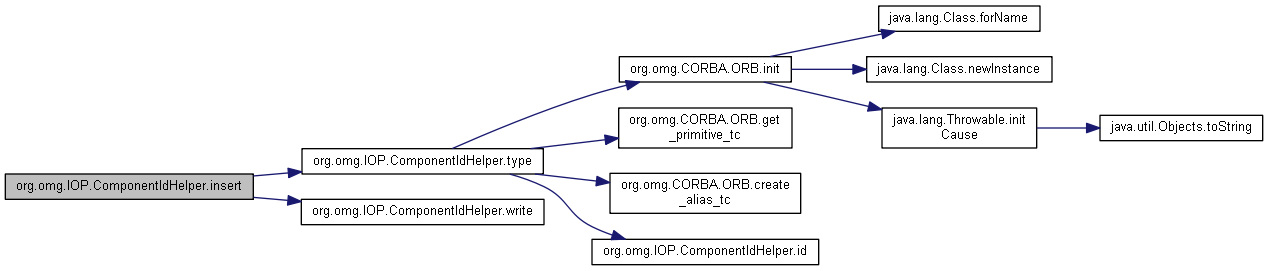 org.omg.IOP.ComponentIdHelper.insert
org.omg.IOP.ComponentIdHelper.type
org.omg.IOP.ComponentIdHelper.write
org.omg.CORBA.ORB.init
org.omg.CORBA.ORB.get
_primitive_tc
org.omg.CORBA.ORB.create
_alias_tc
org.omg.IOP.ComponentIdHelper.id
java.lang.Class.forName
java.lang.Class.newInstance
java.lang.Throwable.init
Cause
java.util.Objects.toString